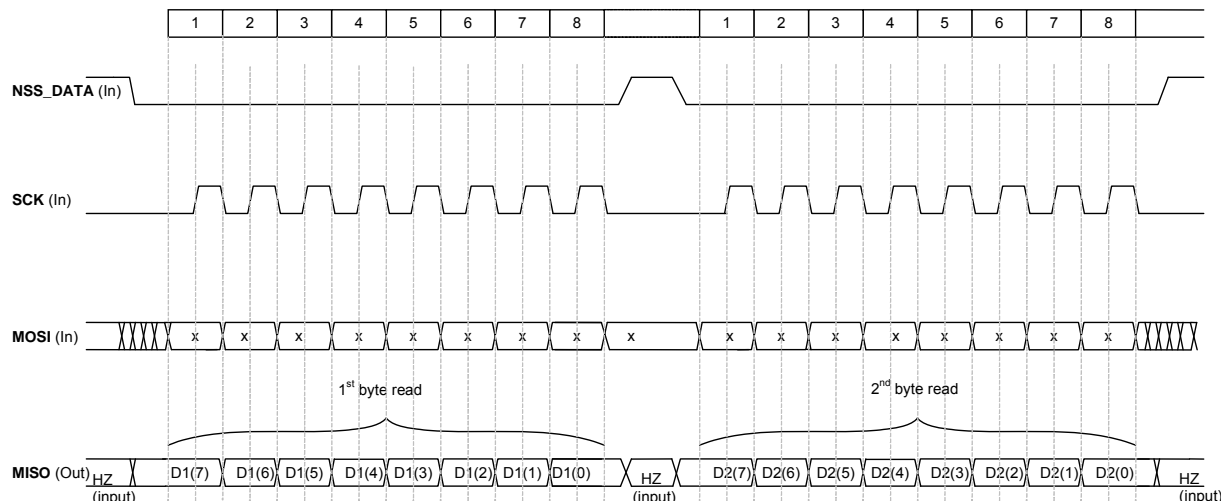 1 2 3 4 5 6 7 8 1 2 3 4 5 6 7 8
NSS_DATA (In)
SCK (In)
MOSI (In) x x x x x x x x x x x x x x x x x
1st byte read 2nd byte read
MISO (Out) HZ (input) D1(7) D1(6) D1(5) D1(4) D1(3) D1(2) D1(1) D1(0) HZ (input) D2(7) D2(6) D2(5) D2(4) D2(3) D2(2) D2(1) D2(0) HZ (input)